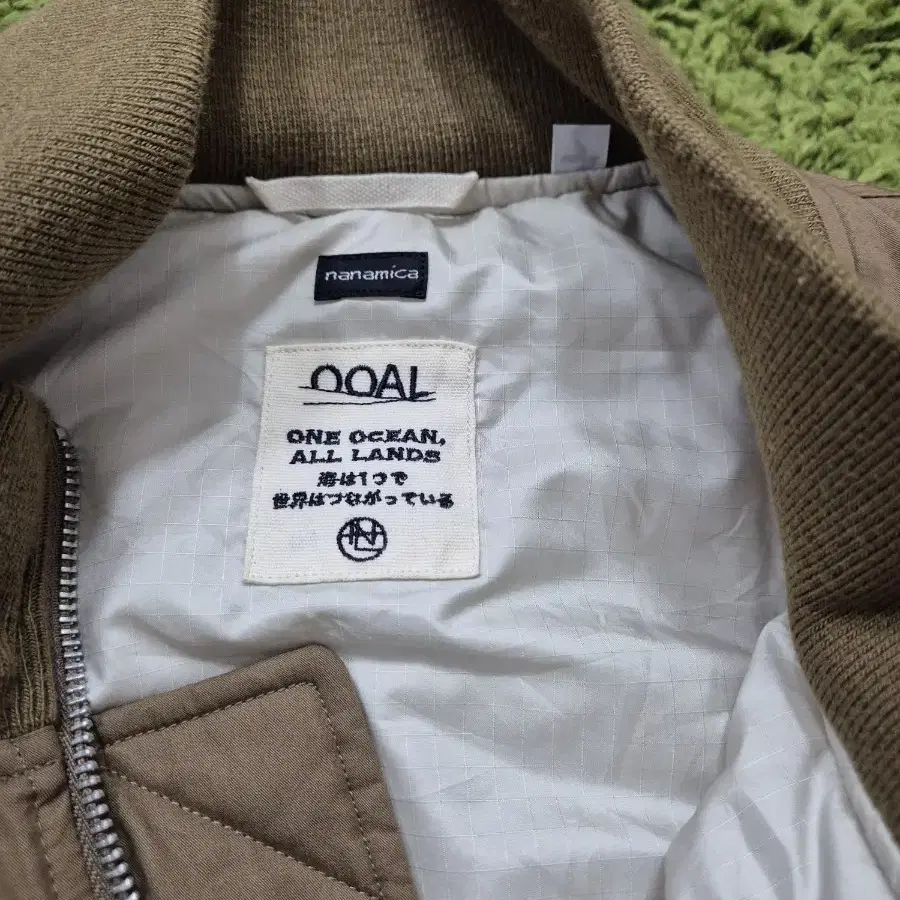 nanamica
OOAL
ONE OCEAN,
ALL LANDS
海は1つで
世界はつながっている